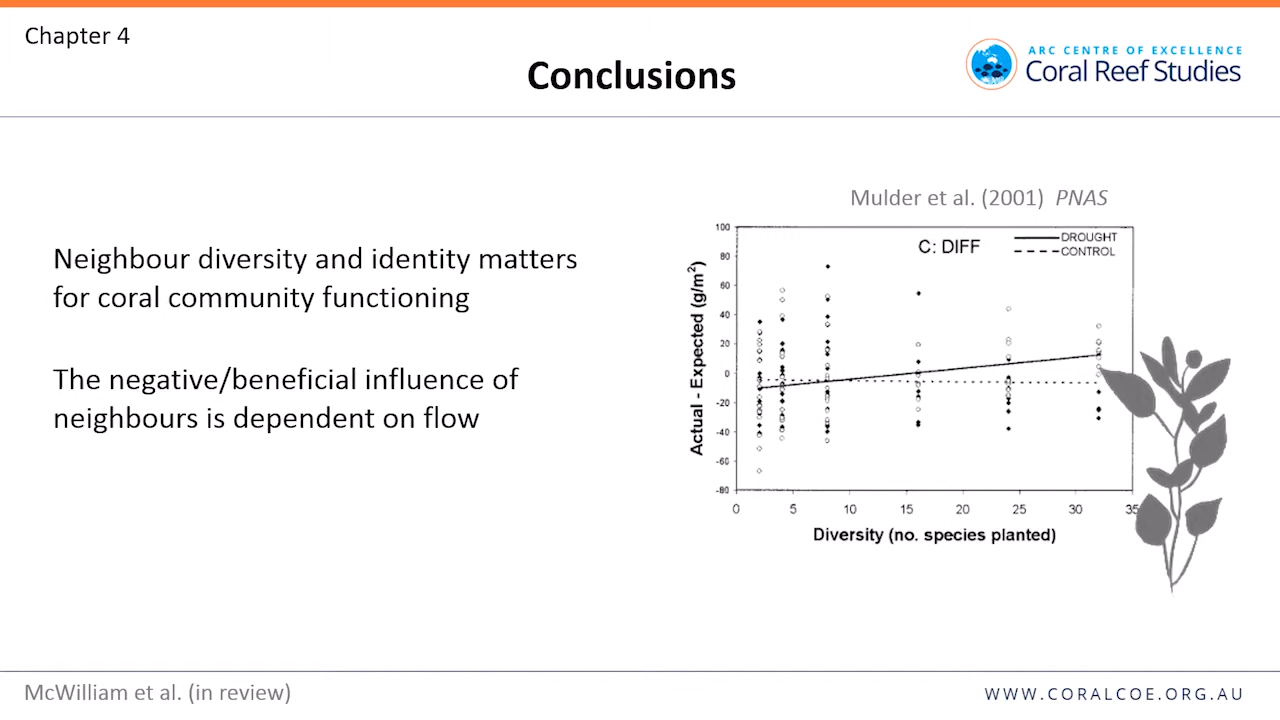 Chapter 4
Conclusions
ARC CENTRE OF EXCELLENCE
Coral Reef Studies
Neighbour diversity and identity matters
for coral community functioning
The negative/beneficial influence of
neighbours is dependent on flow
Mulder et al. (2001) PNAS
C: DIFF
DROUGHT
CONTROL
Actual - Expected (g/m²)
100
80
60
40
20
0
-20
-40
-60
-80
0 5 10 15 20 25 30 35
Diversity (no. species planted)
McWilliam et al. (in review)
WWW.CORALCOE.ORG.AU